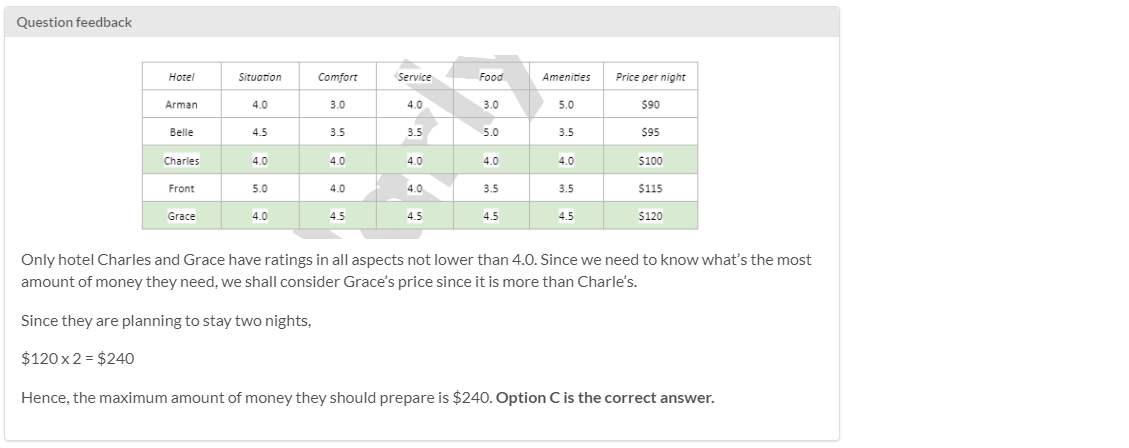 Question feedback
Hotel Situation Comfort Service Food Amenities Price per night
Arman 4.0 3.0 4.0 3.0 5.0 $90
Belle 4.5 3.5 3.5 5.0 3.5 $95
Charles 4.0 4.0 4.0 4.0 4.0 $100
Front 5.0 4.0 4.0 3.5 3.5 $115
Grace 4.0 4.5 4.5 4.5 4.5 $120
Only hotel Charles and Grace have ratings in all aspects not lower than 4.0. Since we need to know what's the most
amount of money they need, we shall consider Grace's price since it is more than Charle's.
Since they are planning to stay two nights,
$120 x 2 = $240
Hence, the maximum amount of money they should prepare is $240. Option C is the correct answer.